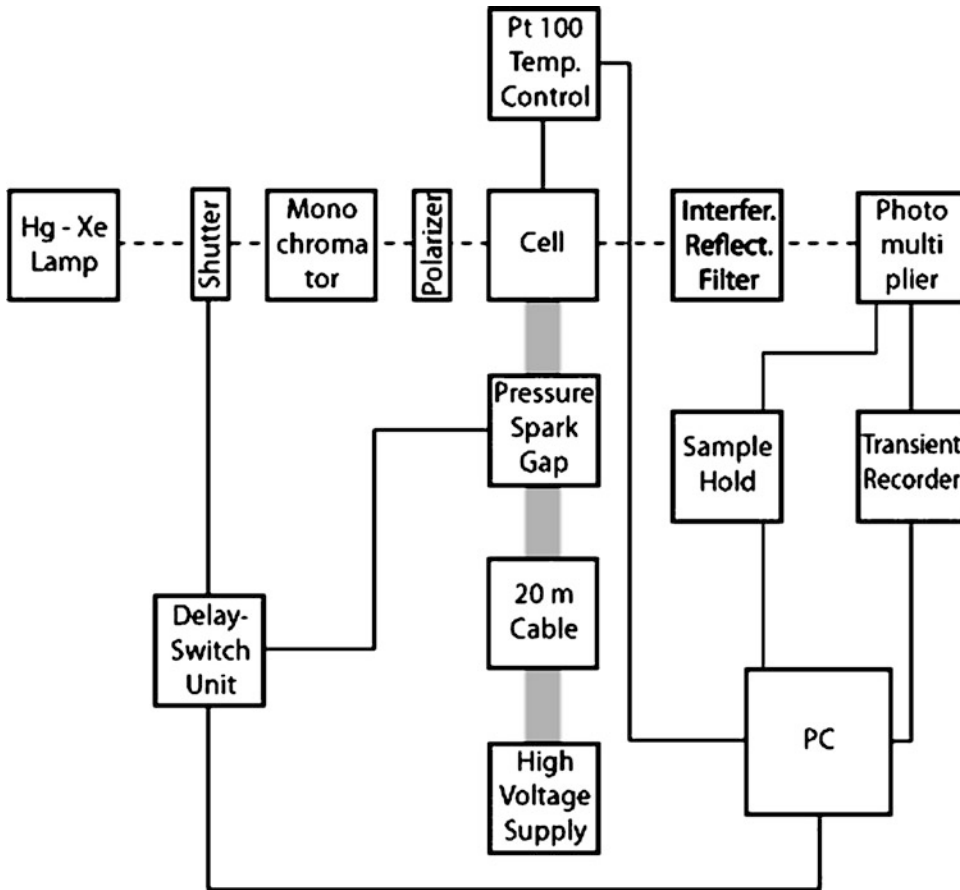 Pt 100
Temp.
Control
Hg - Xe
Lamp
Shutter
Mono
chroma
tor
Polarizer
Cell
Interfer.
Reflect.
Filter
Photo
multi
plier
Pressure
Spark
Gap
Sample
Hold
Transient
Recorder
Delay-
Switch
Unit
20 m
Cable
PC
High
Voltage
Supply